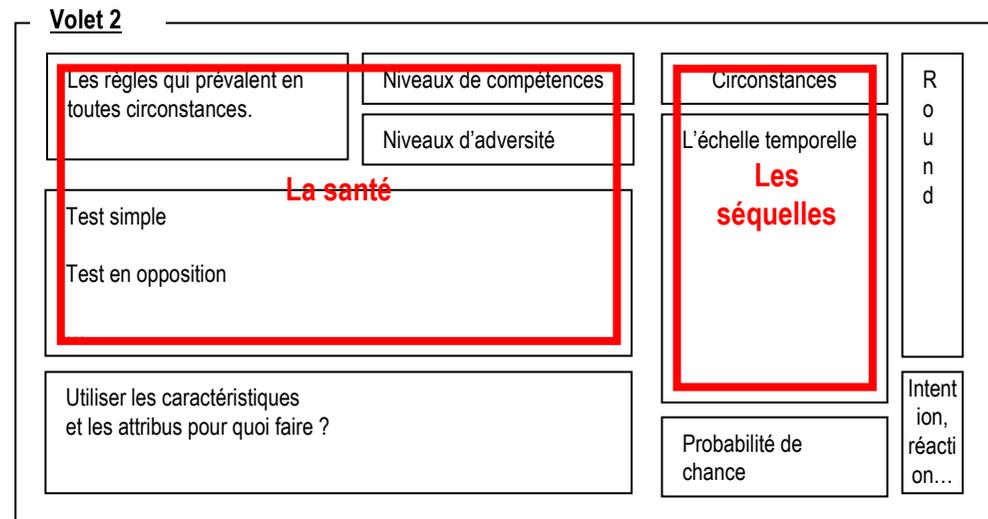 Volet 2
Les règles qui prévalent en
toutes circonstances.
Niveaux de compétences
Niveaux d'adversité
La santé
Test simple
Test en opposition
...
Utiliser les caractéristiques
et les attribus pour quoi faire ?
Circonstances
L'échelle temporelle
Les
séquelles
Probabilité de
chance
R
o
u
n
d
Intent
ion,
réacti
on…